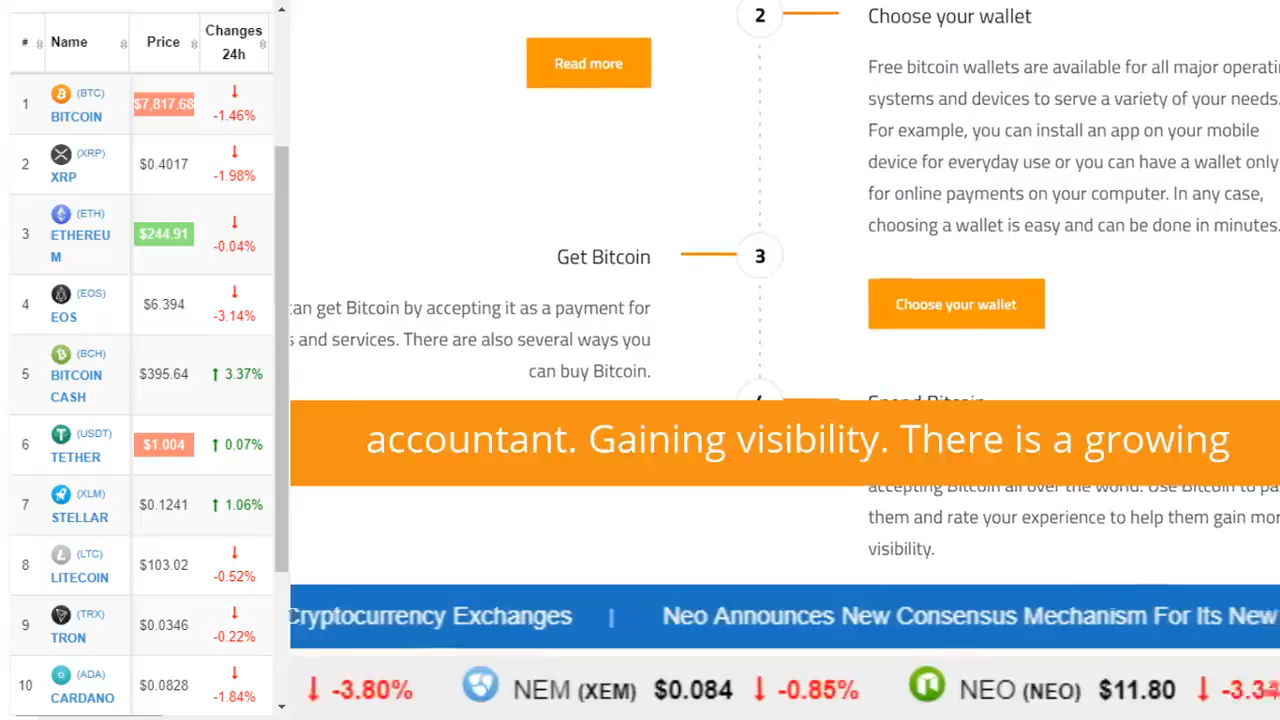 # Name Price Changes 24h
1 (BTC) BITCOIN $7,817.68 -1.46%
2 (XRP) XRP $0.4017 -1.98%
3 (ETH) ETHEREUM $244.91 -0.04%
4 (EOS) EOS $6.394 -3.14%
5 (BCH) BITCOIN CASH $395.64 3.37%
6 (USDT) TETHER $1.004 0.07%
7 (XLM) STELLAR $0.1241 1.06%
8 (LTC) LITECOIN $103.02 -0.52%
9 (TRX) TRON $0.0346 -0.22%
10 (ADA) CARDANO $0.0828 -1.84%
Read more
2
Choose your wallet
Free bitcoin wallets are available for all major
systems and devices to serve a variety of your needs.
For example, you can install an app on your mobile
device for everyday use or you can have a wallet only
for online payments on your computer. In any case,
choosing a wallet is easy and can be done in minutes.
Choose your wallet
Get Bitcoin
3
can get Bitcoin by accepting it as a payment for
and services. There are also several ways you
can buy Bitcoin.
accountant. Gaining visibility. There is a growing
accepting Bitcoin all over the world. Use Bitcoin to
them and rate your experience to help them gain
visibility.
Cryptocurrency Exchanges | Neo Announces New Consensus Mechanism For Its New
-3.80% NEM (XEM) $0.084 -0.85% NEO (NEO) $11.80